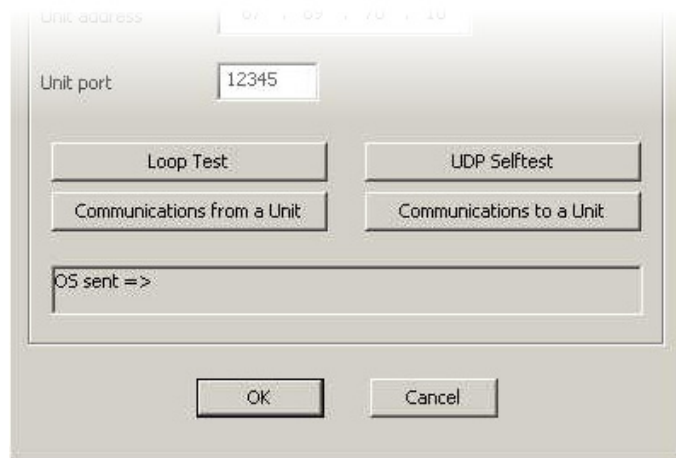 Unit address
Unit port 12345
Loop Test UDP Selftest
Communications from a Unit Communications to a Unit
OS sent =>
OK Cancel